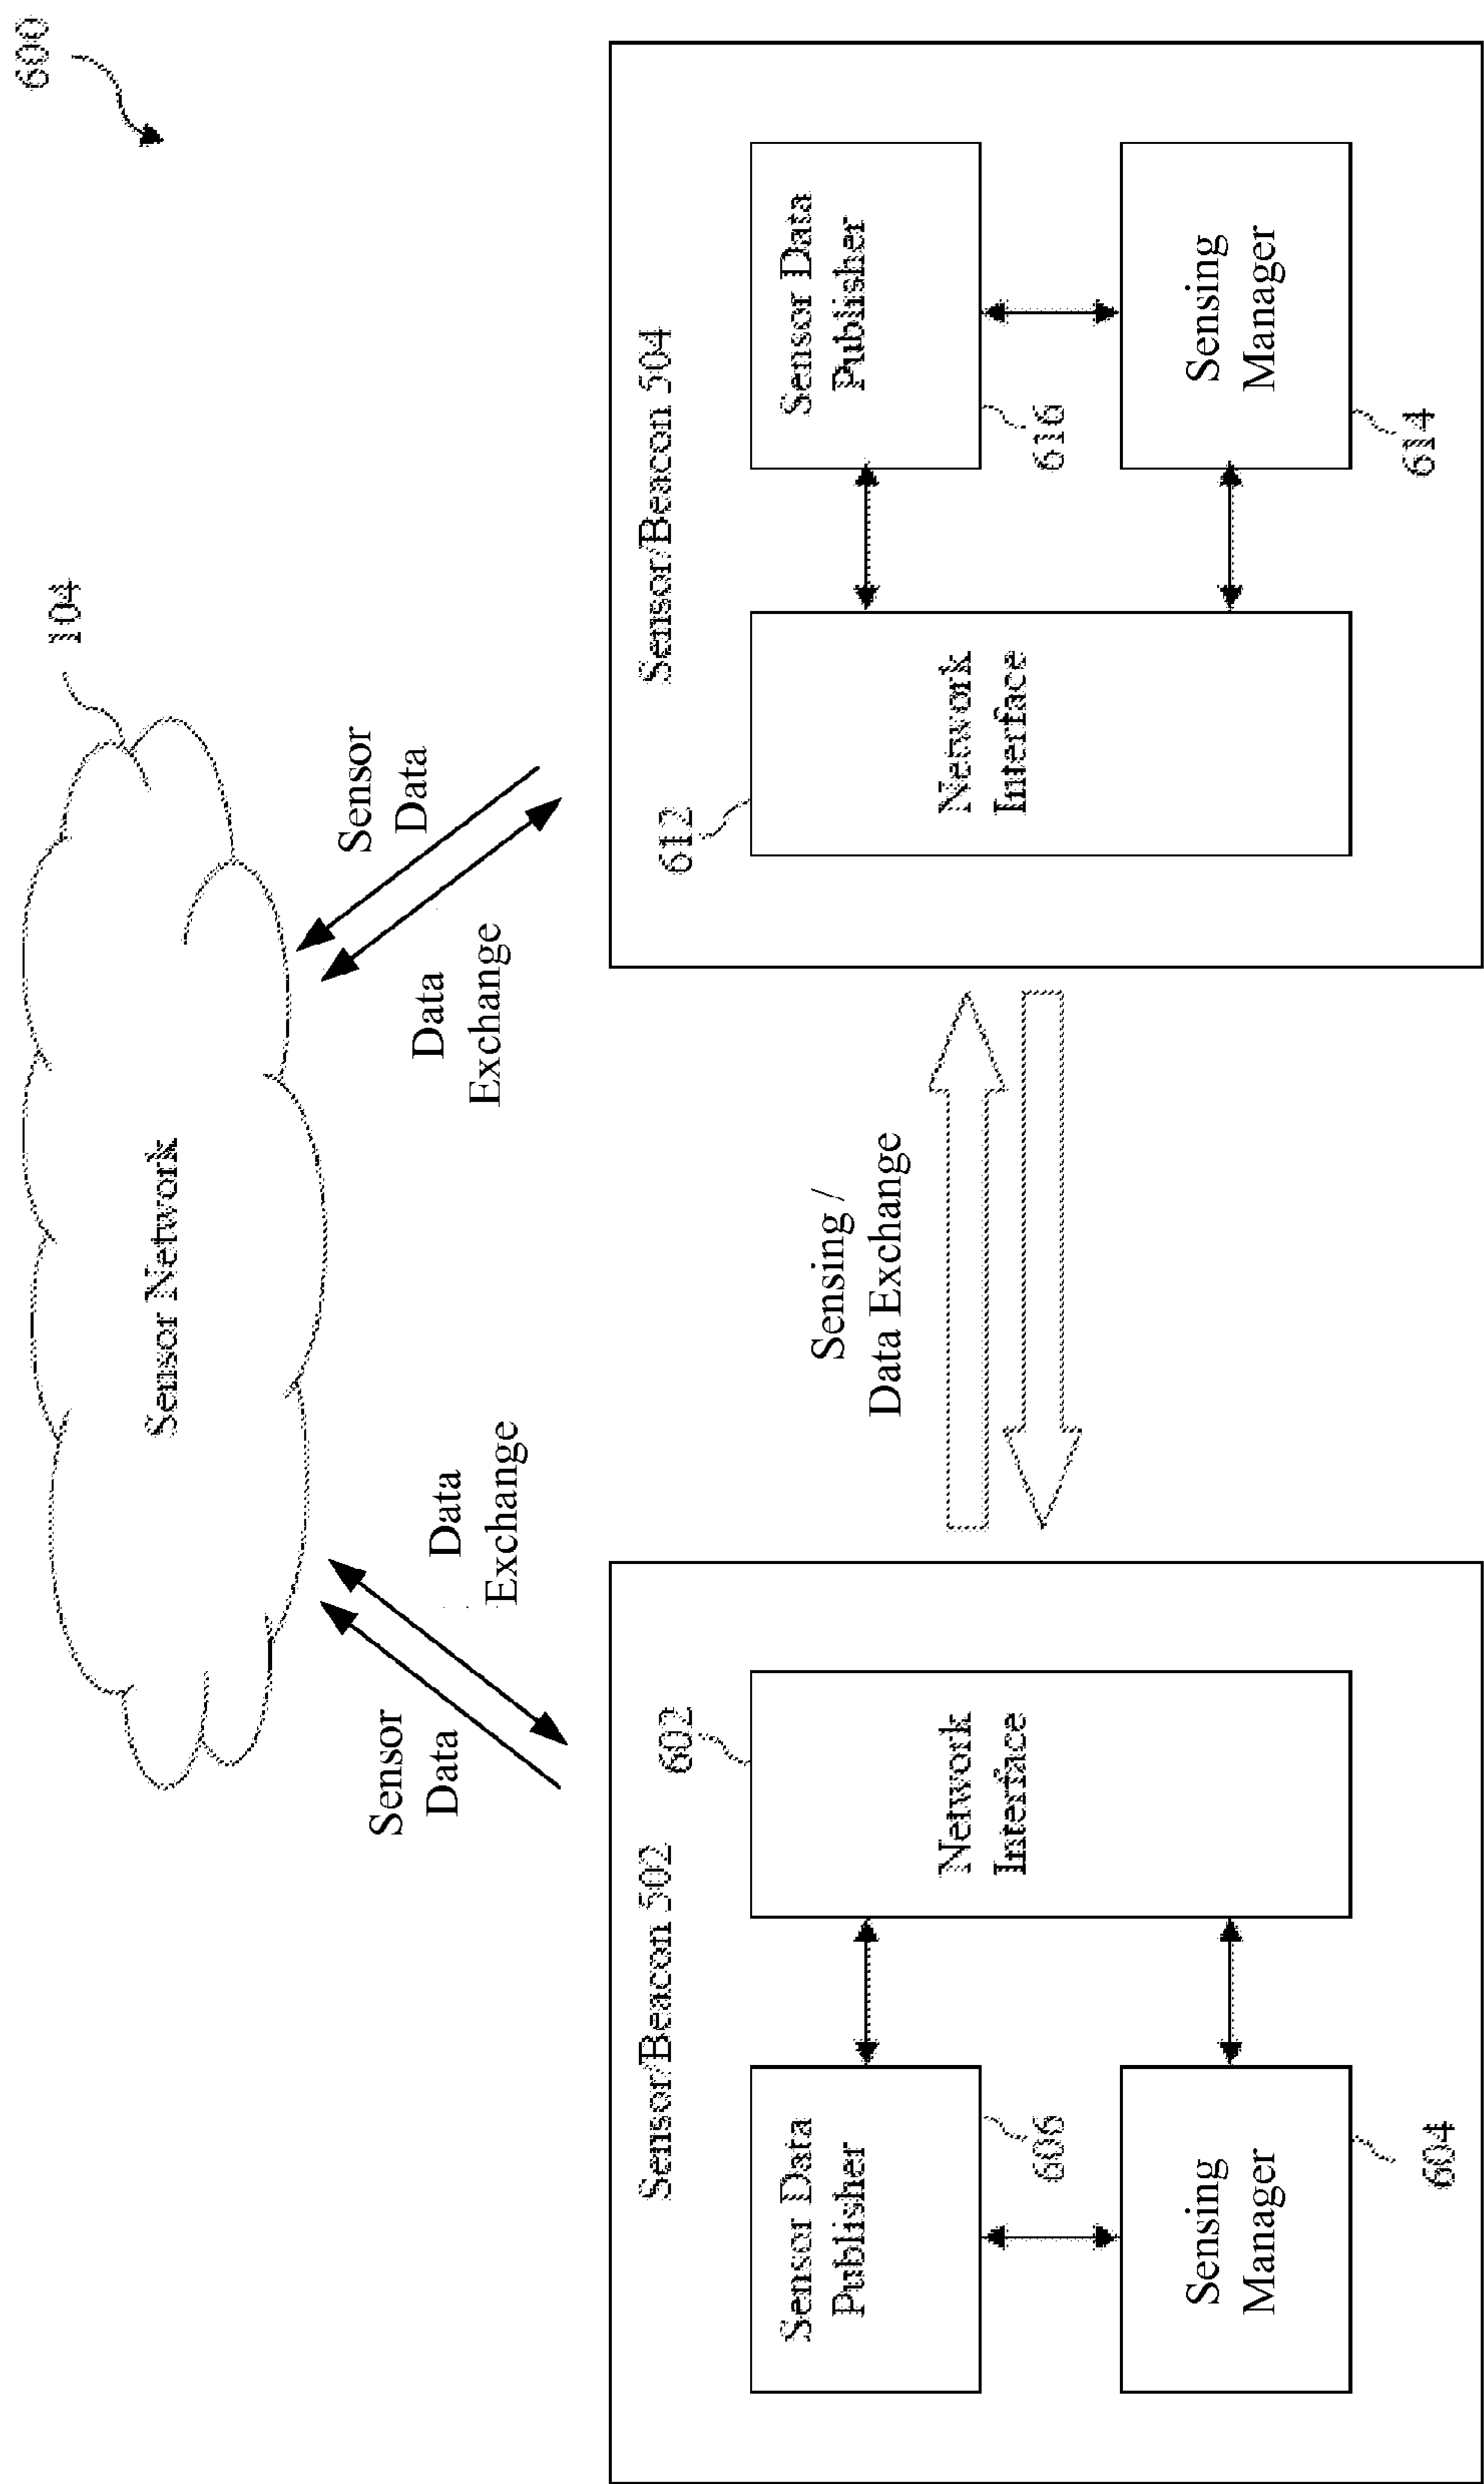 600
104
Sensor Network
Sensor
Data
Data
Exchange
Data
Exchange
Sensor
Data
Sensing /
Data Exchange
Sensor/Beacon 502
602
Sensor Data
Publisher
606
Network
Interface
Sensing
Manager
604
Sensor/Beacon 504
612
Network
Interface
Sensor Data
Publisher
616
Sensing
Manager
614